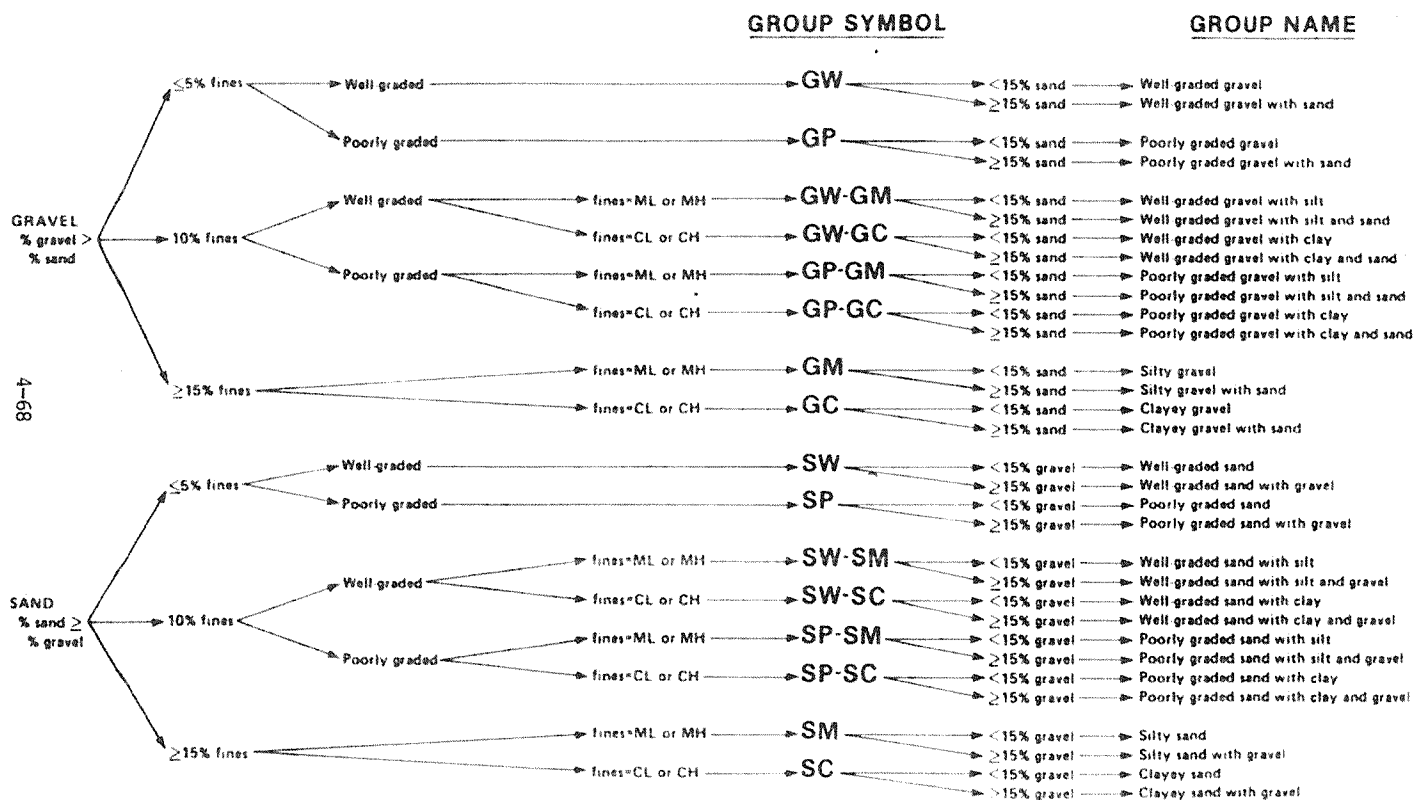 GROUP SYMBOL GROUP NAME
≤5% fines Well graded GW <15% sand Well graded gravel
≥15% sand Well graded gravel with sand
Poorly graded GP <15% sand Poorly graded gravel
≥15% sand Poorly graded gravel with sand
GRAVEL
% gravel >
% sand
10% fines Well graded fines=ML or MH GW-GM <15% sand Well graded gravel with silt
≥15% sand Well graded gravel with silt and sand
fines=CL or CH GW-GC <15% sand Well graded gravel with clay
≥15% sand Well graded gravel with clay and sand
Poorly graded fines=ML or MH GP-GM <15% sand Poorly graded gravel with silt
≥15% sand Poorly graded gravel with silt and sand
fines=CL or CH GP-GC <15% sand Poorly graded gravel with clay
≥15% sand Poorly graded gravel with clay and sand
≥15% fines fines=ML or MH GM <15% sand Silty gravel
≥15% sand Silty gravel with sand
fines=CL or CH GC <15% sand Clayey gravel
≥15% sand Clayey gravel with sand
4-68
≤5% fines Well-graded SW <15% gravel Well-graded sand
≥15% gravel Well-graded sand with gravel
Poorly graded SP <15% gravel Poorly graded sand
≥15% gravel Poorly graded sand with gravel
SAND
% sand ≥
% gravel
10% fines Well-graded fines=ML or MH SW-SM <15% gravel Well-graded sand with silt
≥15% gravel Well-graded sand with silt and gravel
fines=CL or CH SW-SC <15% gravel Well-graded sand with clay
≥15% gravel Well-graded sand with clay and gravel
Poorly graded fines=ML or MH SP-SM <15% gravel Poorly graded sand with silt
≥15% gravel Poorly graded sand with silt and gravel
fines=CL or CH SP-SC <15% gravel Poorly graded sand with clay
≥15% gravel Poorly graded sand with clay and gravel
≥15% fines fines=ML or MH SM <15% gravel Silty sand
≥15% gravel Silty sand with gravel
fines=CL or CH SC <15% gravel Clayey sand
≥15% gravel Clayey sand with gravel